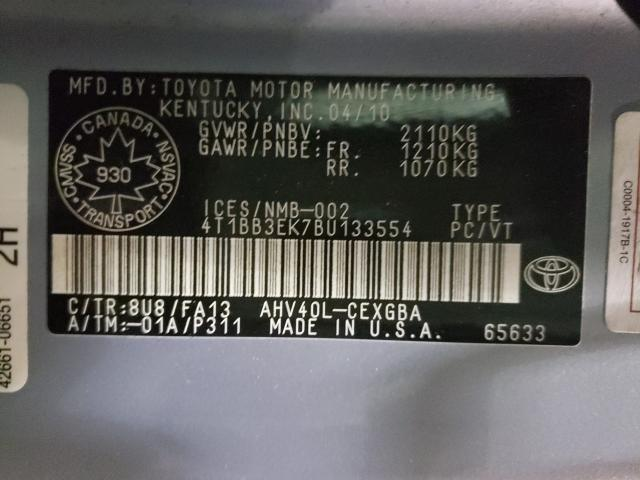 MFD.BY:TOYOTA MOTOR MANUFACTURING
KENTUCKY,INC.04/10
GVWR/PNBV: 2110KG
GAWR/PNBE:FR. 1210KG
RR. 1070KG
CANADA
CMVSS NSVAC
930
TRANSPORT
ICES/NMB-002 TYPE
4T1BB3EK7BU133554 PC/VT
C/TR:8U8/FA13 AHV40L-CEXGBA
A/TM:-01A/P311 MADE IN U.S.A. 65633
2H
42661-06651
C0004-1917B-1C